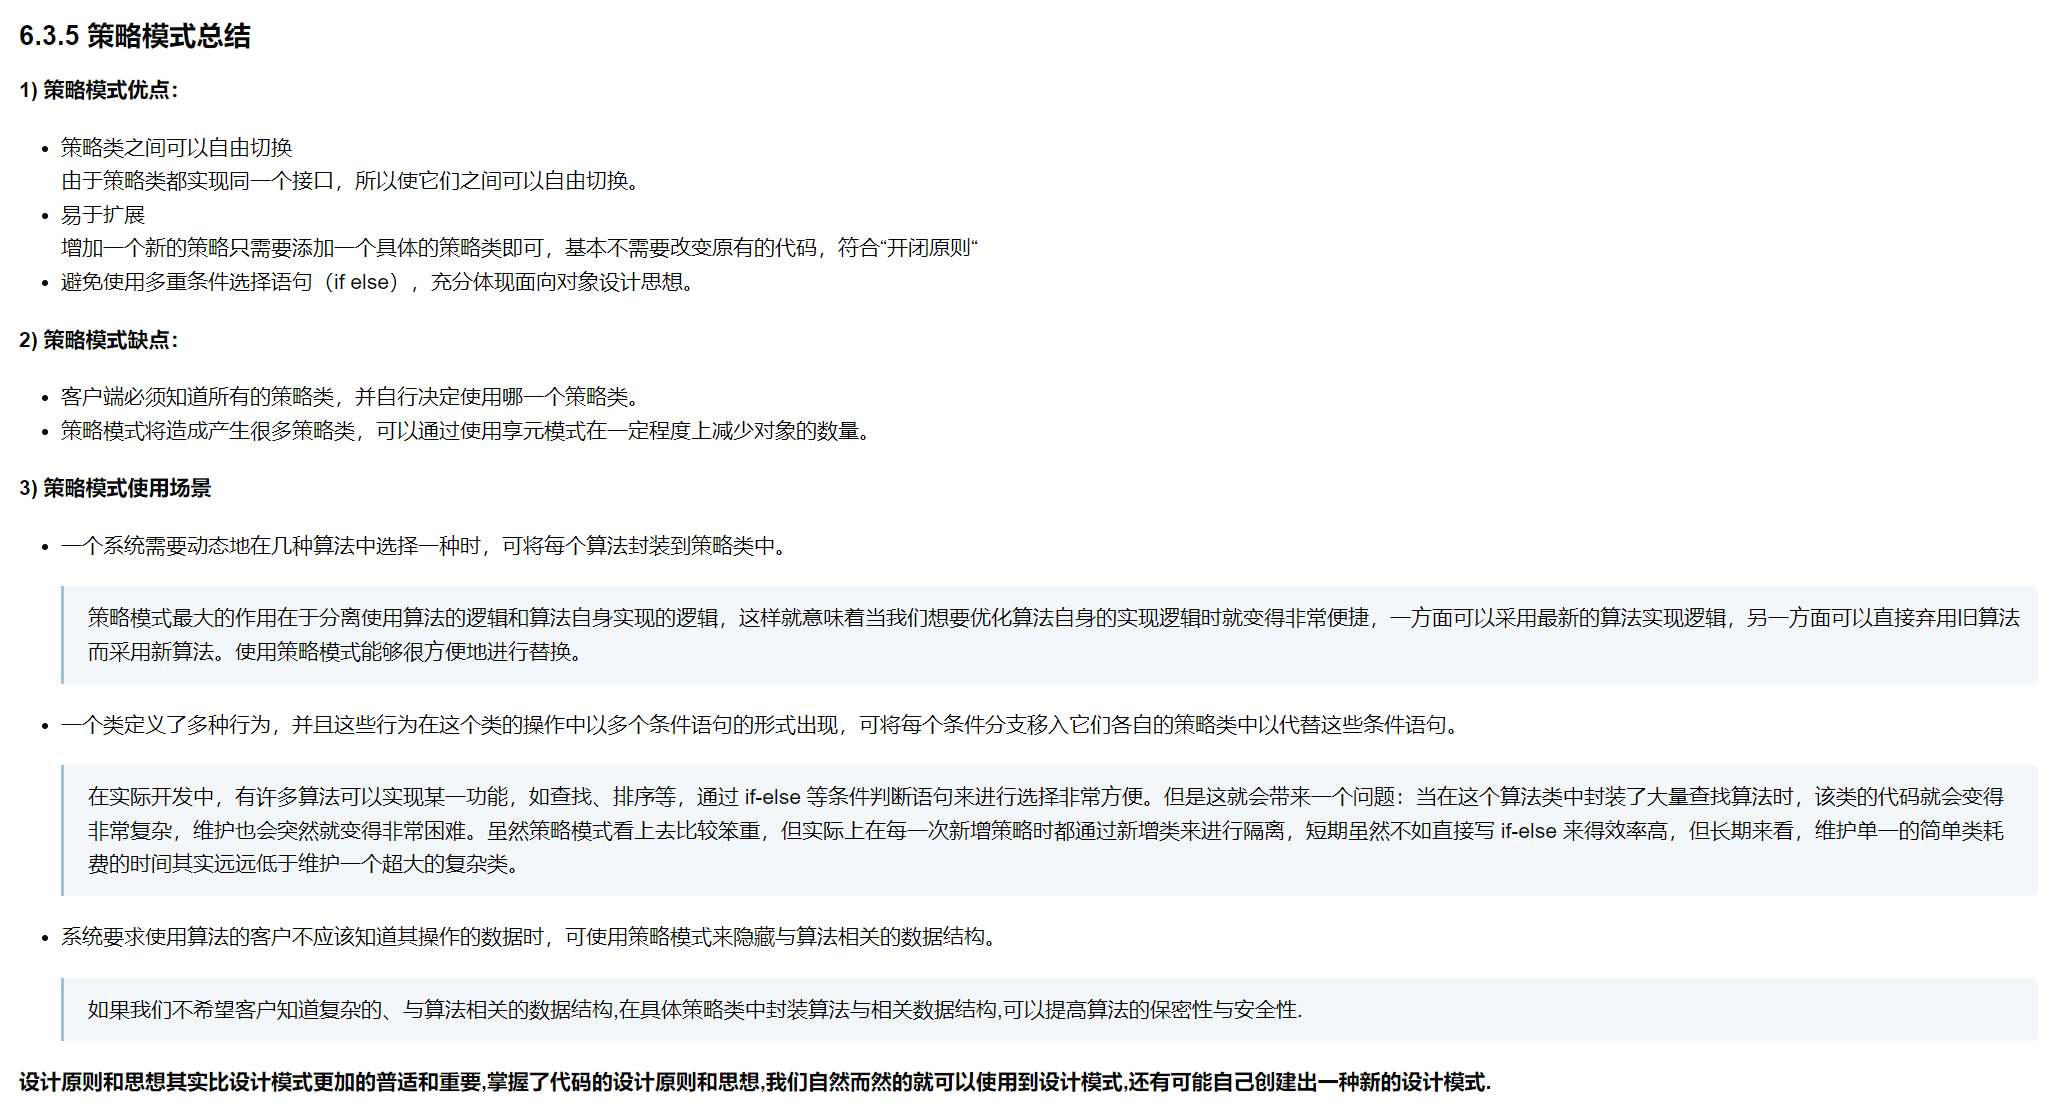 6.3.5 策略模式总结
1) 策略模式优点：
策略类之间可以自由切换
由于策略类都实现同一个接口，所以使它们之间可以自由切换。
易于扩展
增加一个新的策略只需要添加一个具体的策略类即可，基本不需要改变原有的代码，符合“开闭原则“
避免使用多重条件选择语句（if else），充分体现面向对象设计思想。
2) 策略模式缺点：
客户端必须知道所有的策略类，并自行决定使用哪一个策略类。
策略模式将造成产生很多策略类，可以通过使用享元模式在一定程度上减少对象的数量。
3) 策略模式使用场景
一个系统需要动态地在几种算法中选择一种时，可将每个算法封装到策略类中。
策略模式最大的作用在于分离使用算法的逻辑和算法自身实现的逻辑，这样就意味着当我们想要优化算法自身的实现逻辑时就变得非常便捷，一方面可以采用最新的算法实现逻辑，另一方面可以直接弃用旧算法
而采用新算法。使用策略模式能够很方便地进行替换。
一个类定义了多种行为，并且这些行为在这个类的操作中以多个条件语句的形式出现，可将每个条件分支移入它们各自的策略类中以代替这些条件语句。
在实际开发中，有许多算法可以实现某一功能，如查找、排序等，通过 if-else 等条件判断语句来进行选择非常方便。但是这就会带来一个问题：当在这个算法类中封装了大量查找算法时，该类的代码就会变得
非常复杂，维护也会突然就变得非常困难。虽然策略模式看上去比较笨重，但实际上在每一次新增策略时都通过新增类来进行隔离，短期虽然不如直接写 if-else 来得效率高，但长期来看，维护单一的简单类耗
费的时间其实远远低于维护一个超大的复杂类。
系统要求使用算法的客户不应该知道其操作的数据时，可使用策略模式来隐藏与算法相关的数据结构。
如果我们不希望客户知道复杂的、与算法相关的数据结构,在具体策略类中封装算法与相关数据结构,可以提高算法的保密性与安全性.
设计原则和思想其实比设计模式更加的普适和重要,掌握了代码的设计原则和思想,我们自然而然的就可以使用到设计模式,还有可能自己创建出一种新的设计模式.